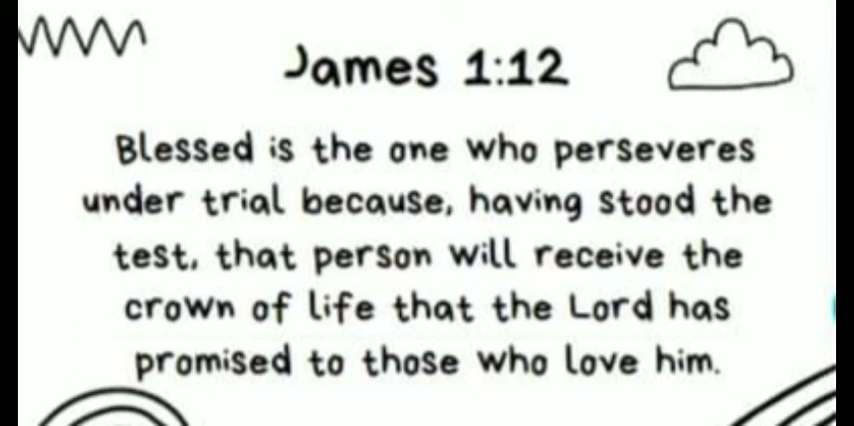 James 1:12
Blessed is the one who perseveres
under trial because, having stood the
test, that person will receive the
crown of life that the Lord has
promised to those who love him.